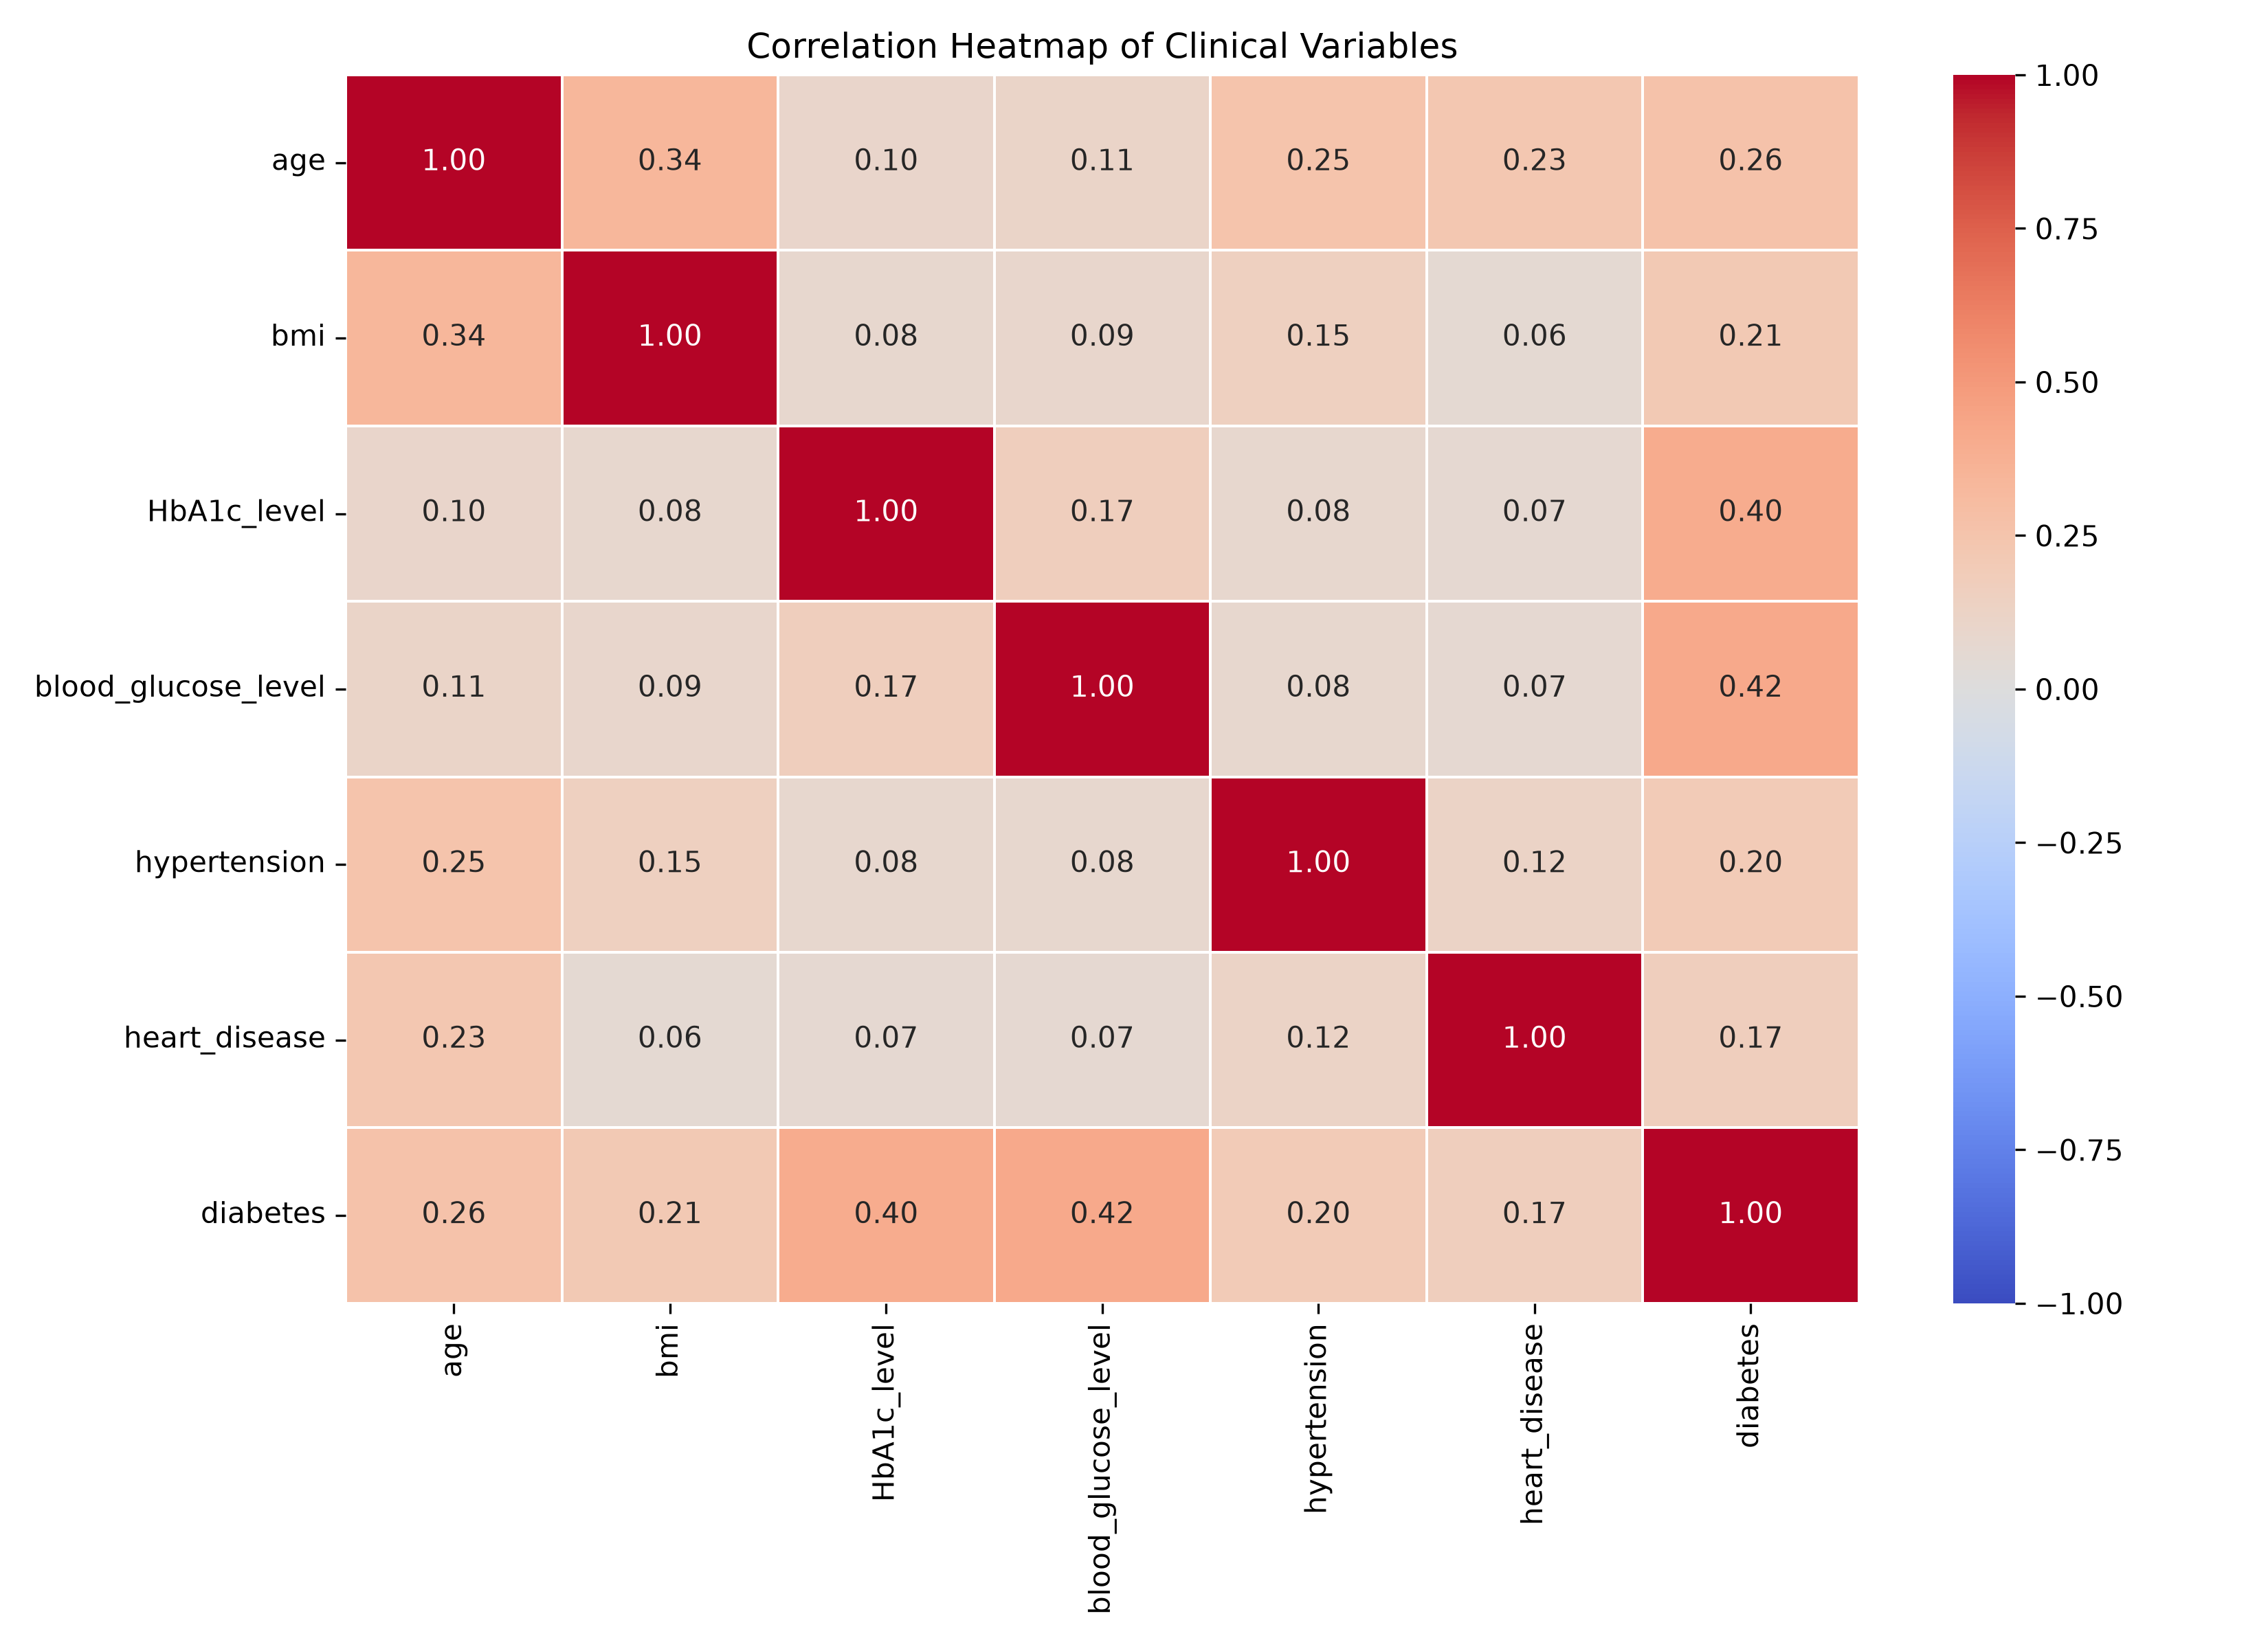 Correlation Heatmap of Clinical Variables
age 1.00 0.34 0.10 0.11 0.25 0.23 0.26
bmi 0.34 1.00 0.08 0.09 0.15 0.06 0.21
HbA1c_level 0.10 0.08 1.00 0.17 0.08 0.07 0.40
blood_glucose_level 0.11 0.09 0.17 1.00 0.08 0.07 0.42
hypertension 0.25 0.15 0.08 0.08 1.00 0.12 0.20
heart_disease 0.23 0.06 0.07 0.07 0.12 1.00 0.17
diabetes 0.26 0.21 0.40 0.42 0.20 0.17 1.00
age
bmi
HbA1c_level
blood_glucose_level
hypertension
heart_disease
diabetes
1.00
0.75
0.50
0.25
0.00
−0.25
−0.50
−0.75
−1.00